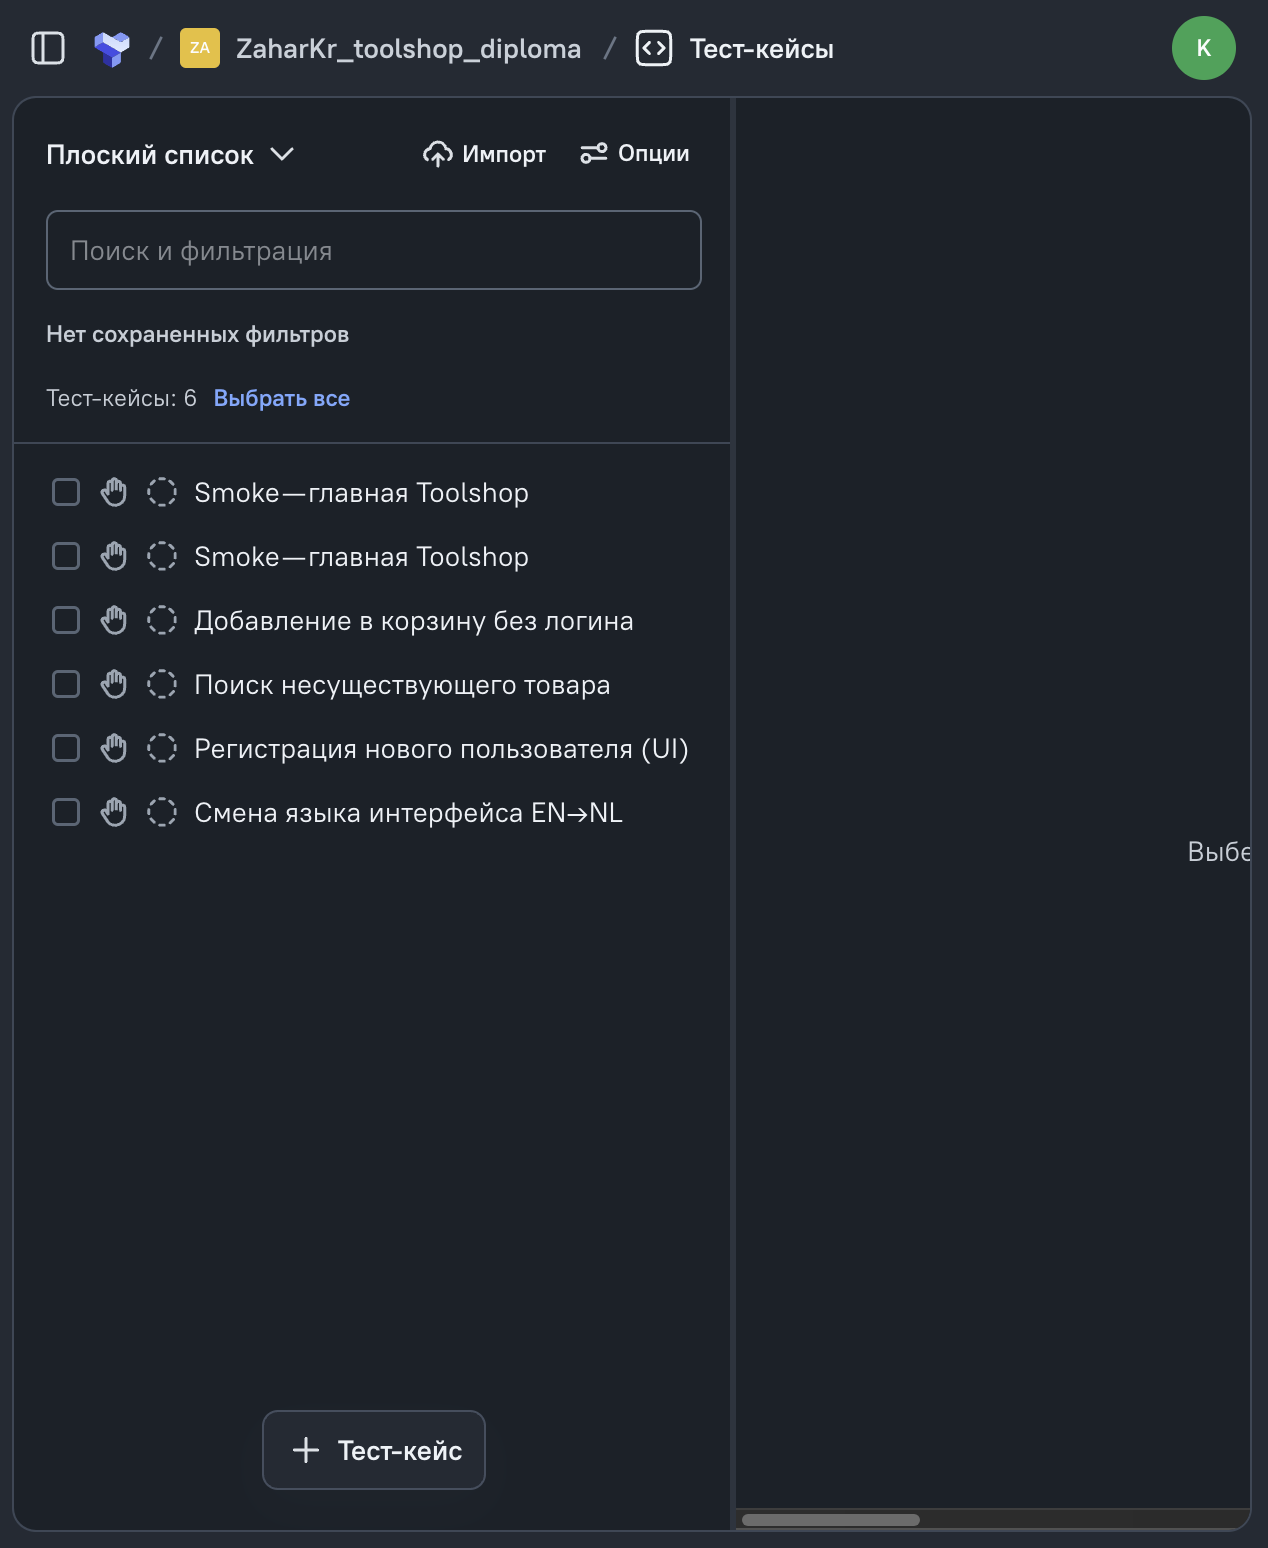 ZA ZaharKr_toolshop_diploma / Тест-кейсы
K
Плоский список
Импорт
Опции
Поиск и фильтрация
Нет сохраненных фильтров
Тест-кейсы: 6 Выбрать все
Smoke—главная Toolshop
Smoke—главная Toolshop
Добавление в корзину без логина
Поиск несуществующего товара
Регистрация нового пользователя (UI)
Смена языка интерфейса EN→NL
Выбе
+ Тест-кейс